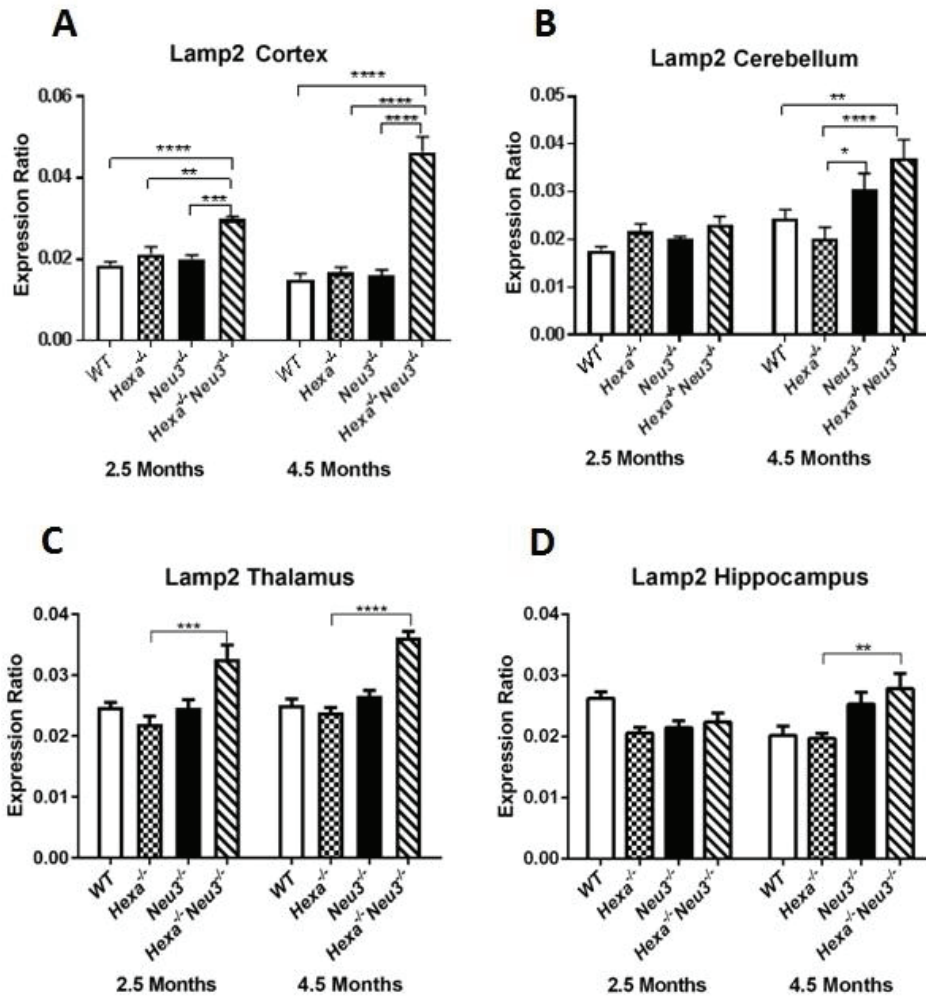 A
Lamp2 Cortex
****
****
****
****
**
***
Expression Ratio
0.06
0.04
0.02
0.00
WT
Hexa-/-
Neu3-/-
Hexa-/-Neu3-/-
WT
Hexa-/-
Neu3-/-
Hexa-/-Neu3-/-
2.5 Months
4.5 Months
B
Lamp2 Cerebellum
**
****
*
Expression Ratio
0.05
0.04
0.03
0.02
0.01
0.00
WT
Hexa-/-
Neu3-/-
Hexa-/-Neu3-/-
WT
Hexa-/-
Neu3-/-
Hexa-/-Neu3-/-
2.5 Months
4.5 Months
C
Lamp2 Thalamus
***
****
Expression Ratio
0.04
0.03
0.02
0.01
0.00
WT
Hexa-/-
Neu3-/-
Hexa-/-Neu3-/-
WT
Hexa-/-
Neu3-/-
Hexa-/-Neu3-/-
2.5 Months
4.5 Months
D
Lamp2 Hippocampus
**
Expression Ratio
0.04
0.03
0.02
0.01
0.00
WT
Hexa-/-
Neu3-/-
Hexa-/-Neu3-/-
WT
Hexa-/-
Neu3-/-
Hexa-/-Neu3-/-
2.5 Months
4.5 Months